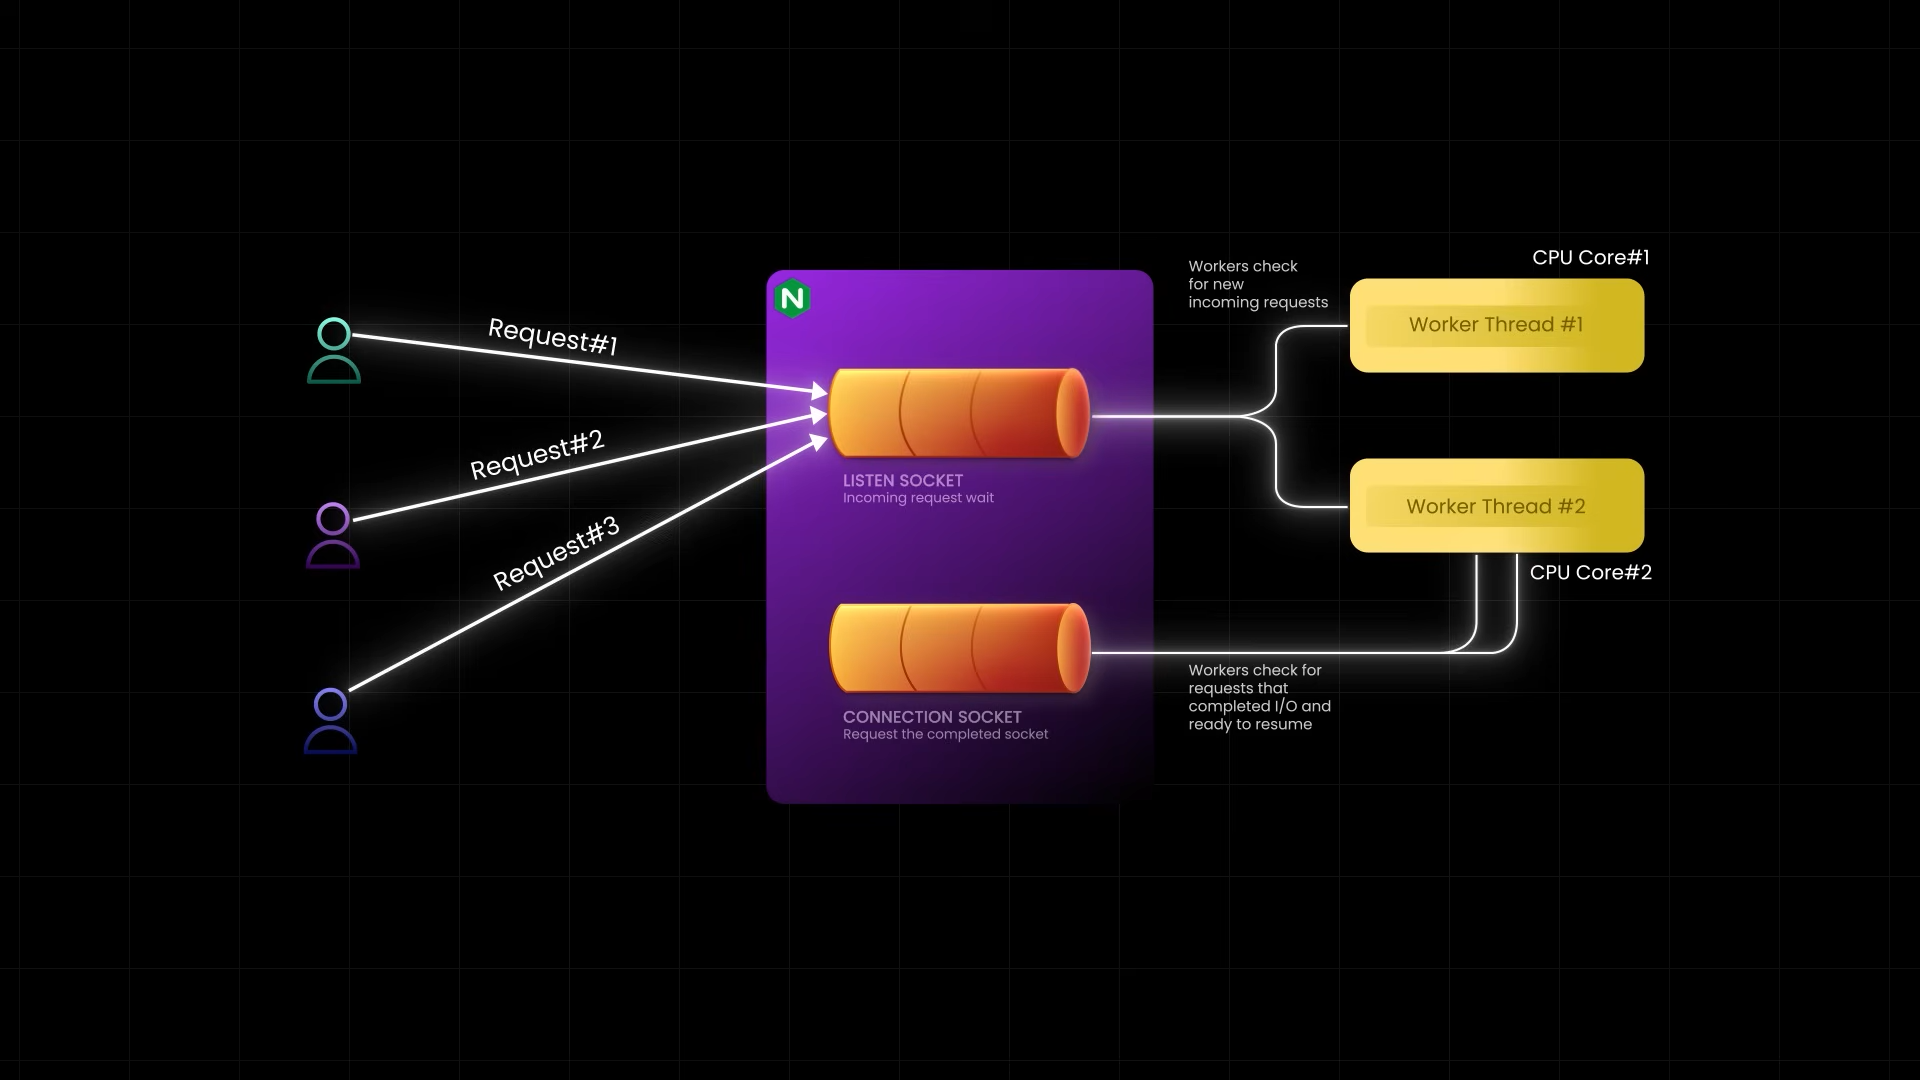 Request#1
Request#2
Request#3
N
LISTEN SOCKET
Incoming request wait
CONNECTION SOCKET
Request the completed socket
Workers check
for new
incoming requests
CPU Core#1
Worker Thread #1
Worker Thread #2
CPU Core#2
Workers check for
requests that
completed I/O and
ready to resume